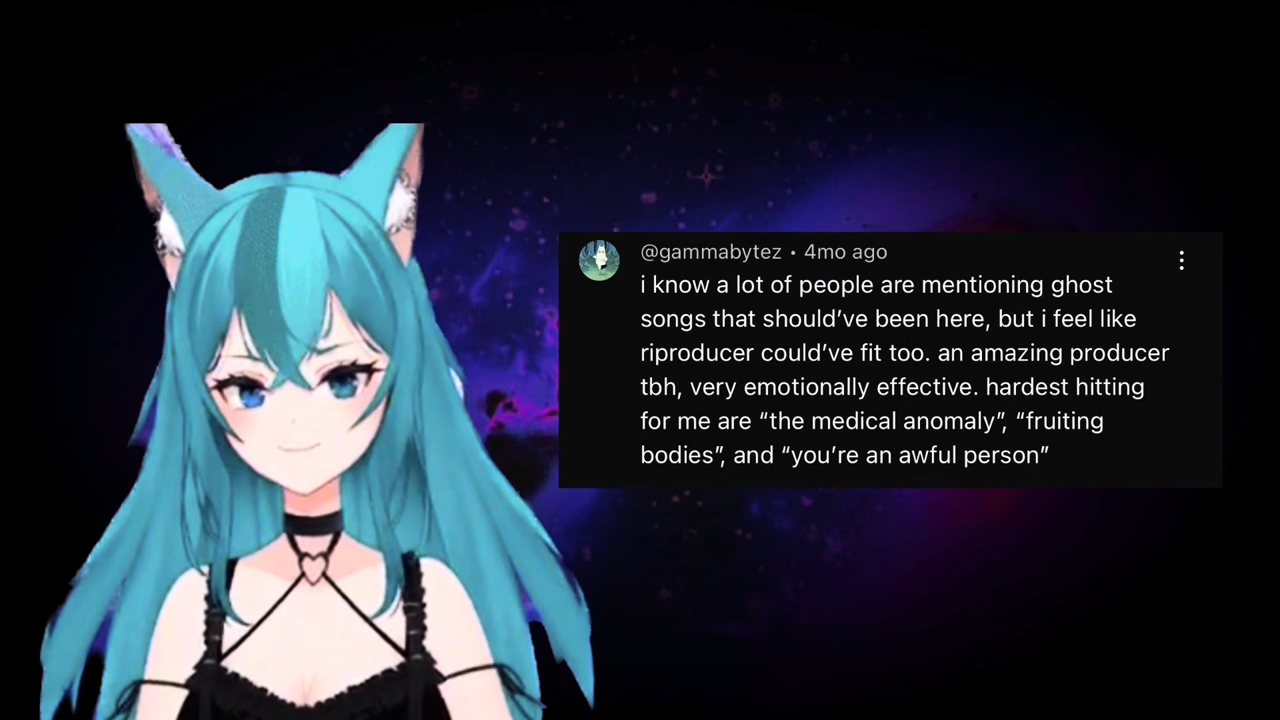 @gammabytez • 4mo ago
i know a lot of people are mentioning ghost
songs that should’ve been here, but i feel like
riproducer could’ve fit too. an amazing producer
tbh, very emotionally effective. hardest hitting
for me are “the medical anomaly”, “fruiting
bodies”, and “you’re an awful person”